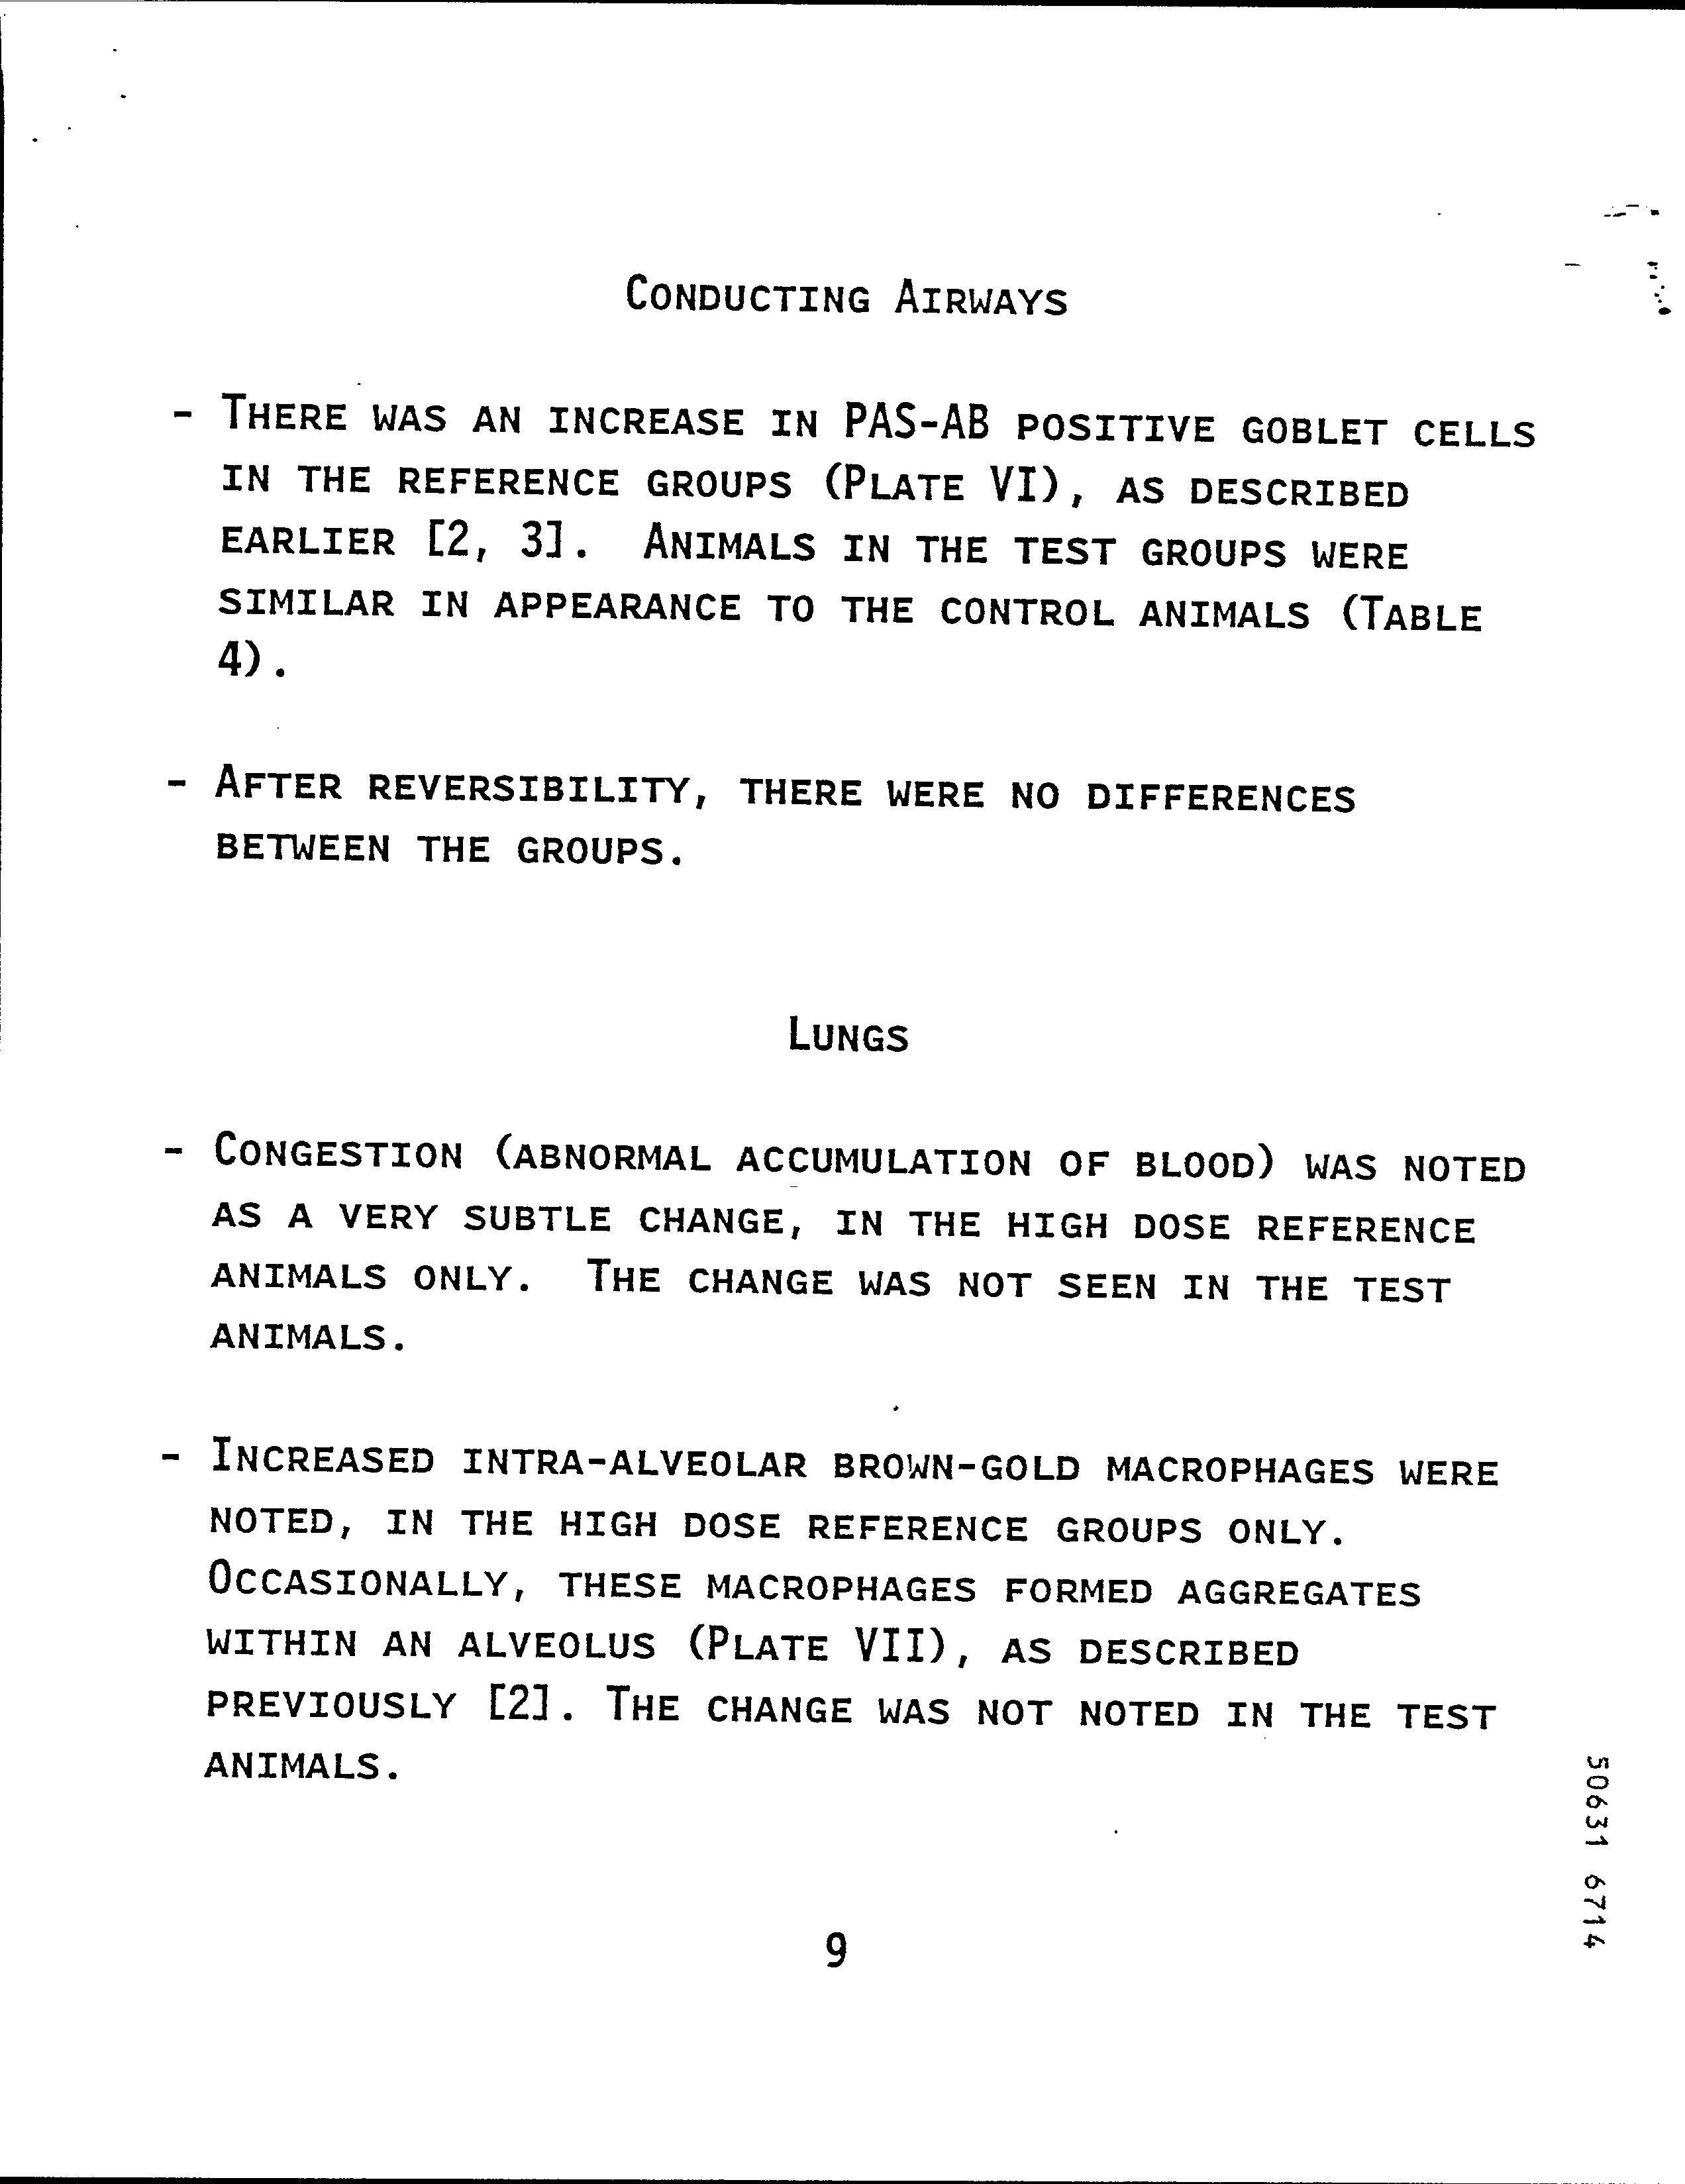 CONDUCTING AIRWAYS
- THERE WAS AN INCREASE IN PAS-AB POSITIVE GOBLET CELLS
IN THE REFERENCE GROUPS (PLATE VI), AS DESCRIBED
EARLIER [2, 3]. ANIMALS IN THE TEST GROUPS WERE
SIMILAR IN APPEARANCE TO THE CONTROL ANIMALS (TABLE
4).
- AFTER REVERSIBILITY, THERE WERE NO DIFFERENCES
BETWEEN THE GROUPS.
LUNGS
- CONGESTION (ABNORMAL ACCUMULATION OF BLOOD) WAS NOTED
AS A VERY SUBTLE CHANGE, IN THE HIGH DOSE REFERENCE
ANIMALS ONLY. THE CHANGE WAS NOT SEEN IN THE TEST
ANIMALS.
- INCREASED INTRA-ALVEOLAR BROWN-GOLD MACROPHAGES WERE
NOTED, IN THE HIGH DOSE REFERENCE GROUPS ONLY.
OCCASIONALLY, THESE MACROPHAGES FORMED AGGREGATES
WITHIN AN ALVEOLUS (PLATE VII), AS DESCRIBED
PREVIOUSLY [2]. THE CHANGE WAS NOT NOTED IN THE TEST
ANIMALS.
50631 6714
9